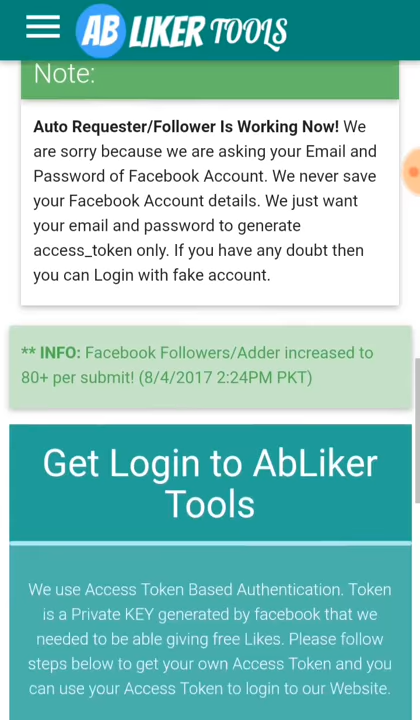 AB LIKER TOOLS
Note:
Auto Requester/Follower Is Working Now! We
are sorry because we are asking your Email and
Password of Facebook Account. We never save
your Facebook Account details. We just want
your email and password to generate
access_token only. If you have any doubt then
you can Login with fake account.
** INFO: Facebook Followers/Adder increased to
80+ per submit! (8/4/2017 2:24PM PKT)
Get Login to AbLiker
Tools
We use Access Token Based Authentication. Token
is a Private KEY generated by facebook that we
needed to be able giving free Likes. Please follow
steps below to get your own Access Token and you
can use your Access Token to login to our Website.